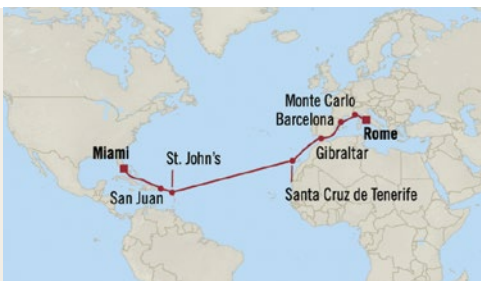 Monte Carlo
Barcelona
Rome
Miami
St. John's
Gibraltar
San Juan
Santa Cruz de Tenerife